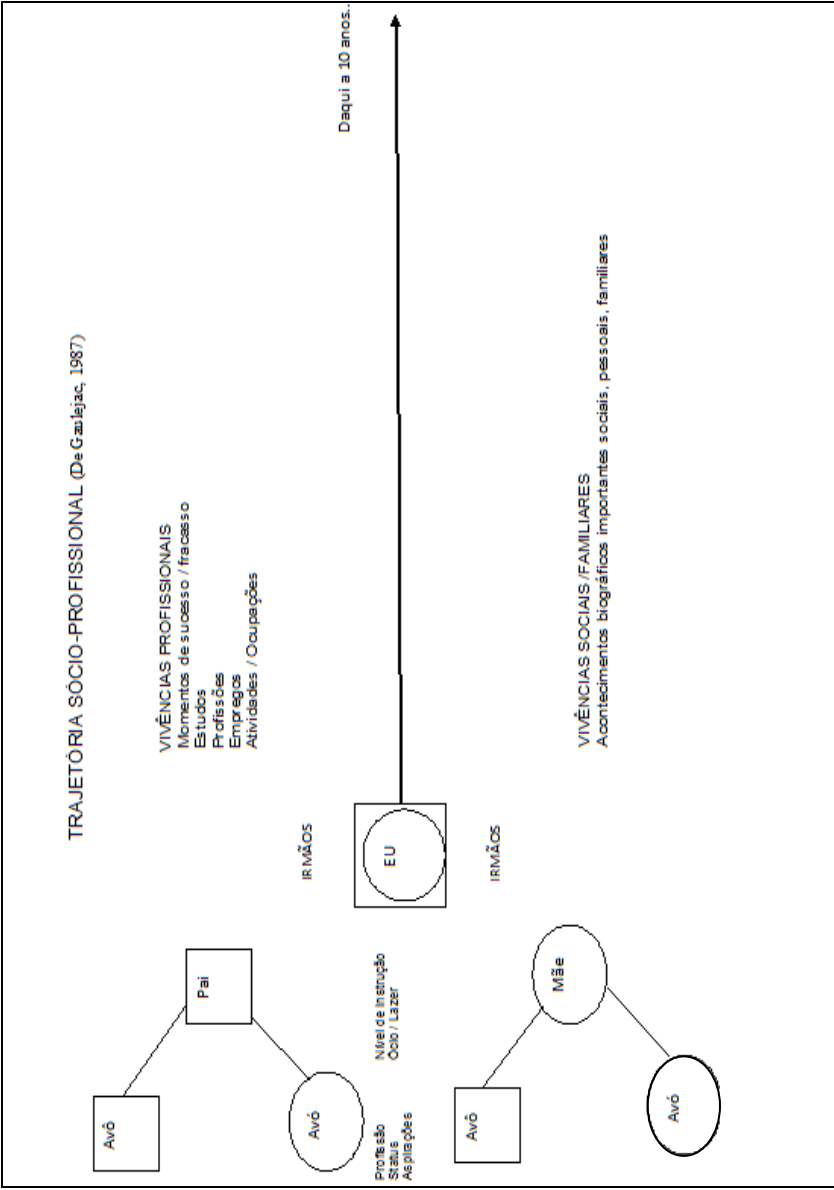 TRAJETÓRIA SÓCIO-PROFISSIONAL (De Gaulejac, 1987)
Daqui a 10 anos..
VIVÊNCIAS PROFISSIONAIS
Momentos de sucesso / fracasso
Estudos
Profissões
Empregos
Atividades / Ocupações
Avô
Pai
Avó
IRMÃOS
EU
IRMÃOS
Profissão
Status
Aspirações
Nível de Instrução
Ócio / Lazer
Avô
Mãe
Avó
VIVÊNCIAS SOCIAIS/FAMILIARES
Acontecimentos biográficos importantes sociais, pessoais, familiares